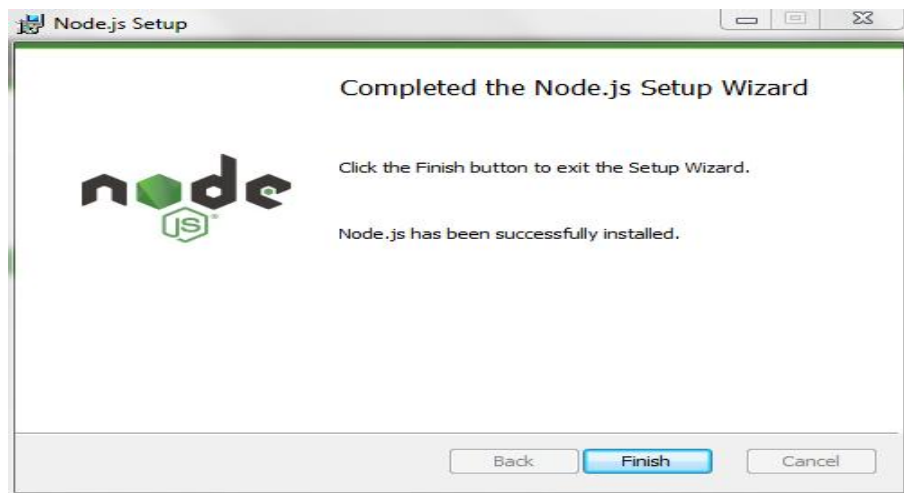 Node.js Setup
Completed the Node.js Setup Wizard
Click the Finish button to exit the Setup Wizard.
node
JS
Node.js has been successfully installed.
Back Finish Cancel